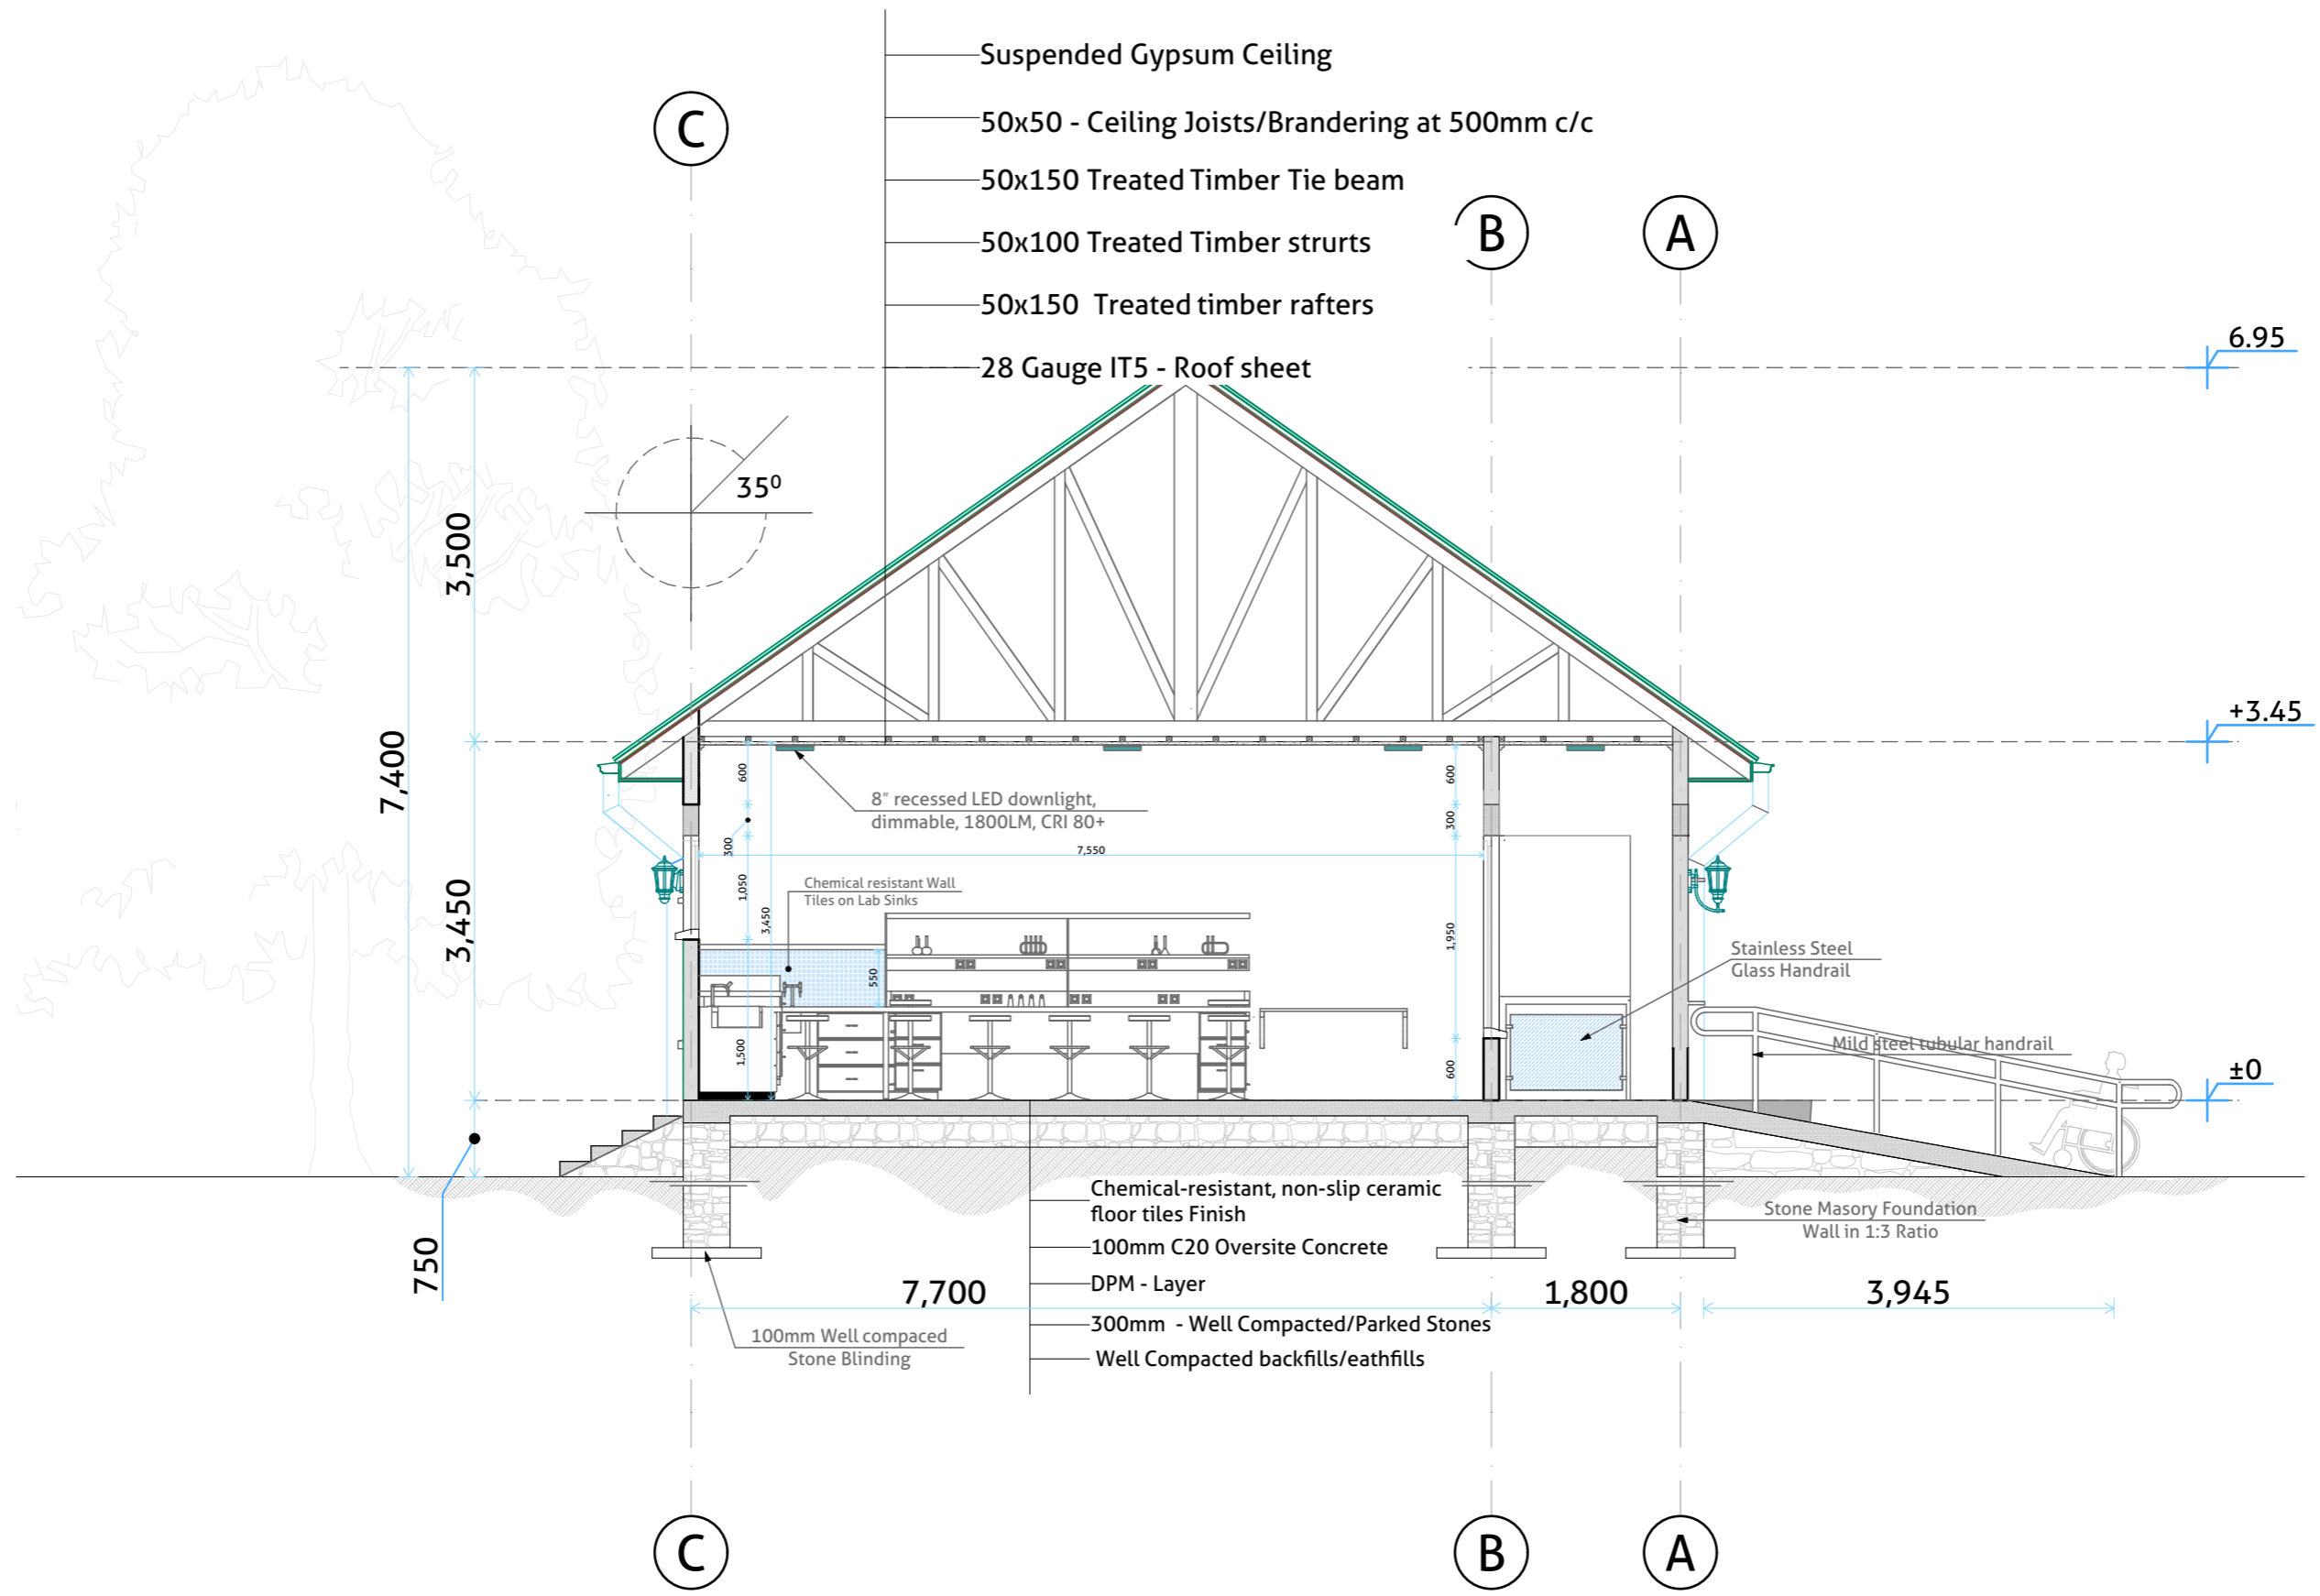 Suspended Gypsum Ceiling
C
50x50 - Ceiling Joists/Brandering at 500mm c/c
50x150 Treated Timber Tie beam
50x100 Treated Timber strurts
B
A
50x150 Treated timber rafters
6.95
28 Gauge IT5 - Roof sheet
35⁰
3,500
+3.45
7,400
600
600
8" recessed LED downlight,
dimmable, 1800LM, CRI 80+
300
300
7,550
Chemical resistant Wall
Tiles on Lab Sinks
1,050
3,450
3,450
1,950
Stainless Steel
Glass Handrail
550
Mild steel tubular handrail
1,500
600
±0
Chemical-resistant, non-slip ceramic
floor tiles Finish
Stone Masory Foundation
Wall in 1:3 Ratio
750
100mm C20 Oversite Concrete
DPM - Layer
7,700
1,800
3,945
300mm - Well Compacted/Parked Stones
100mm Well compaced
Stone Blinding
Well Compacted backfills/eathfills
C
B
A